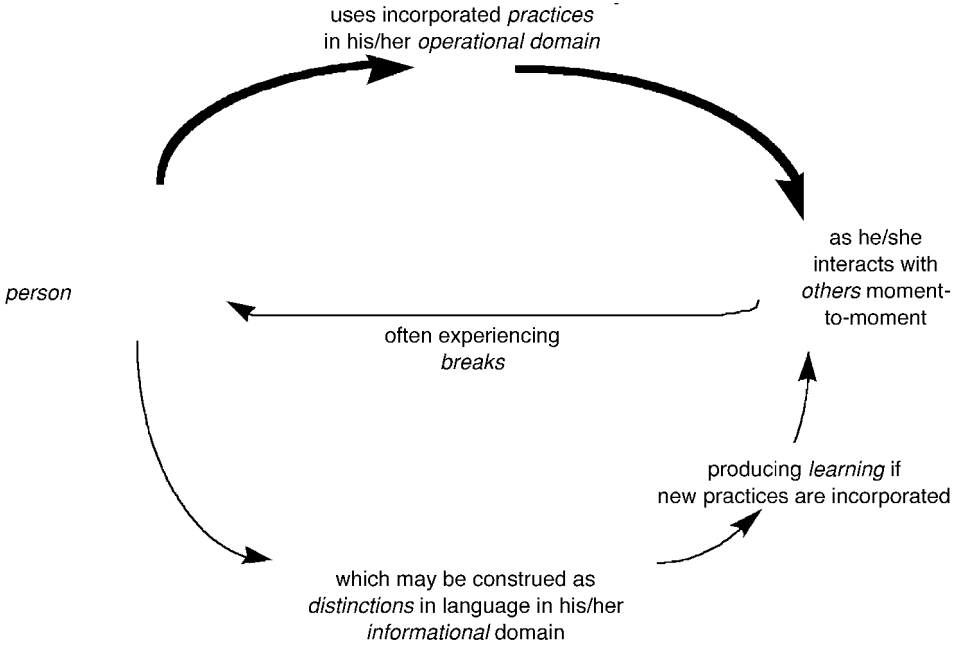 uses incorporated practices
in his/her operational domain
as he/she
interacts with
others moment-
to-moment
person
often experiencing
breaks
producing learning if
new practices are incorporated
which may be construed as
distinctions in language in his/her
informational domain